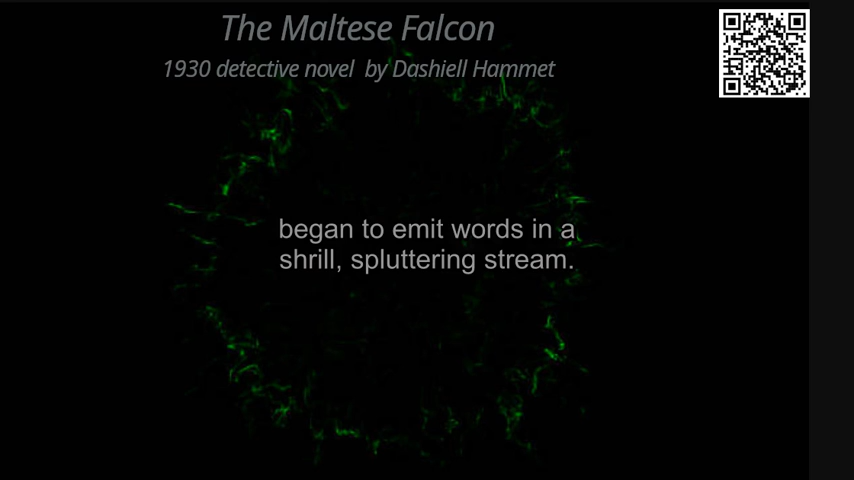 The Maltese Falcon
1930 detective novel  by Dashiell Hammet
began to emit words in a
shrill, spluttering stream.